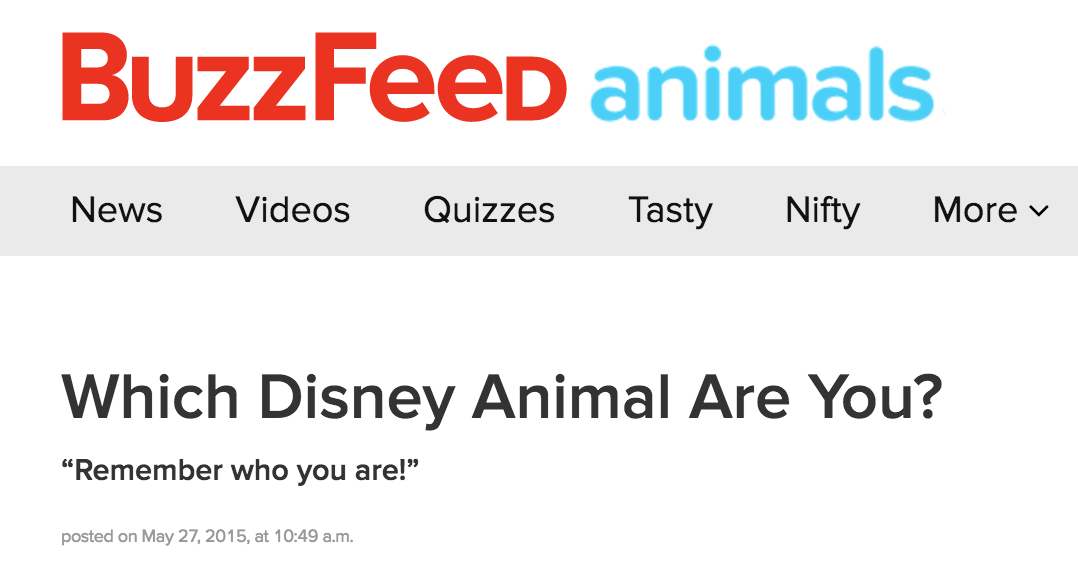 BuzzFeed animals
News Videos Quizzes Tasty Nifty More
Which Disney Animal Are You?
“Remember who you are!”
posted on May 27, 2015, at 10:49 a.m.